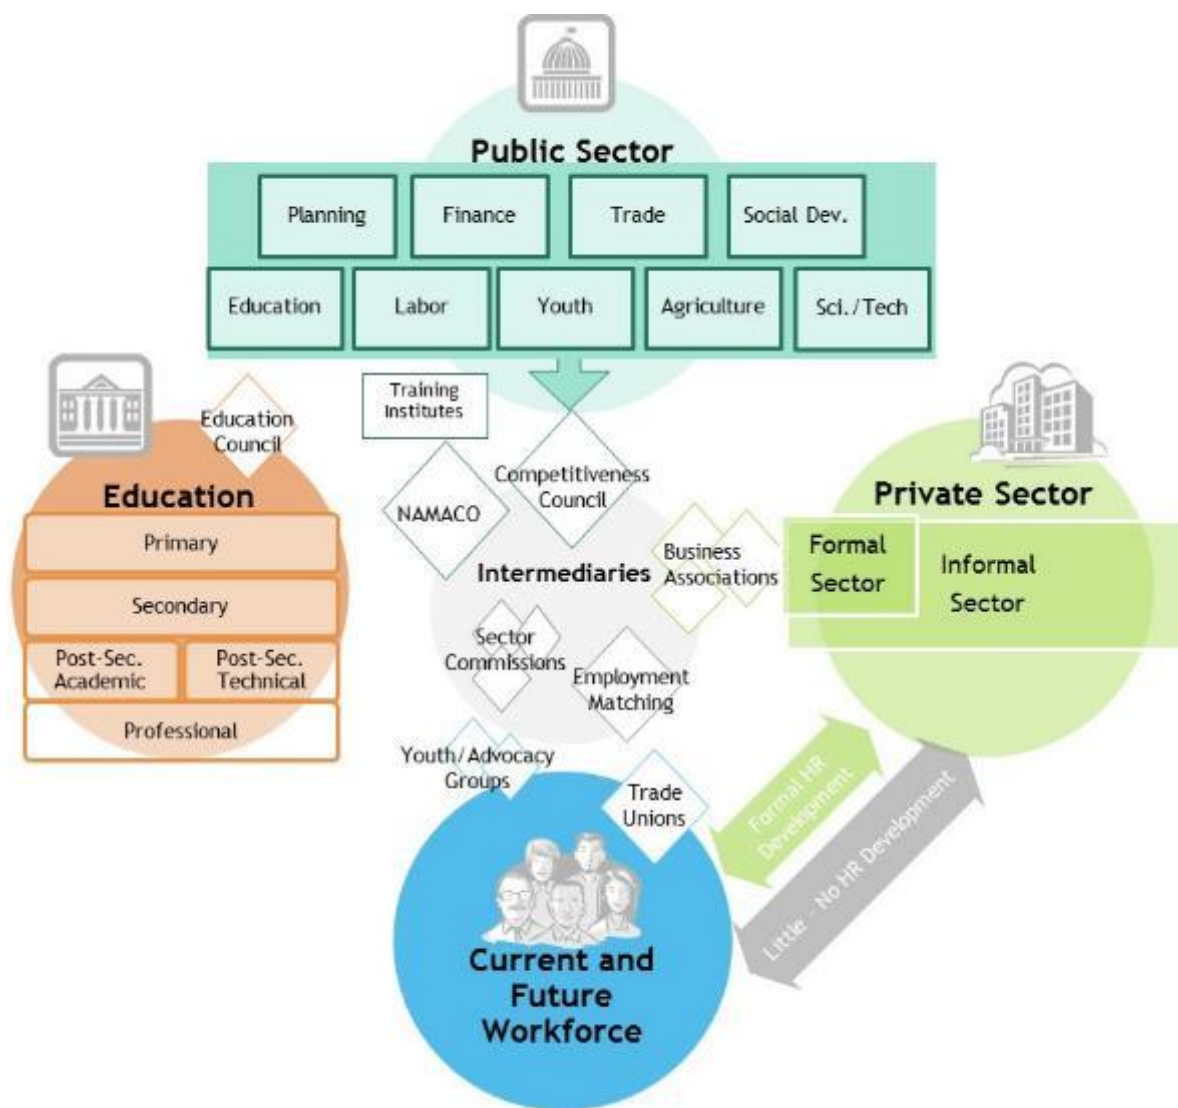 Public Sector
Planning
Finance
Trade
Social Dev.
Education
Labor
Youth
Agriculture
Sci./Tech
Training
Institutes
Education
Council
Competitiveness
Council
NAMACO
Education
Primary
Secondary
Post-Sec.
Academic
Post-Sec.
Technical
Professional
Private Sector
Formal
Sector
Informal
Sector
Business
Associations
Intermediaries
Sector
Commissions
Employment
Matching
Youth/Advocacy
Groups
Trade
Unions
Formal HR
Development
Little - No HR Development
Current and
Future
Workforce